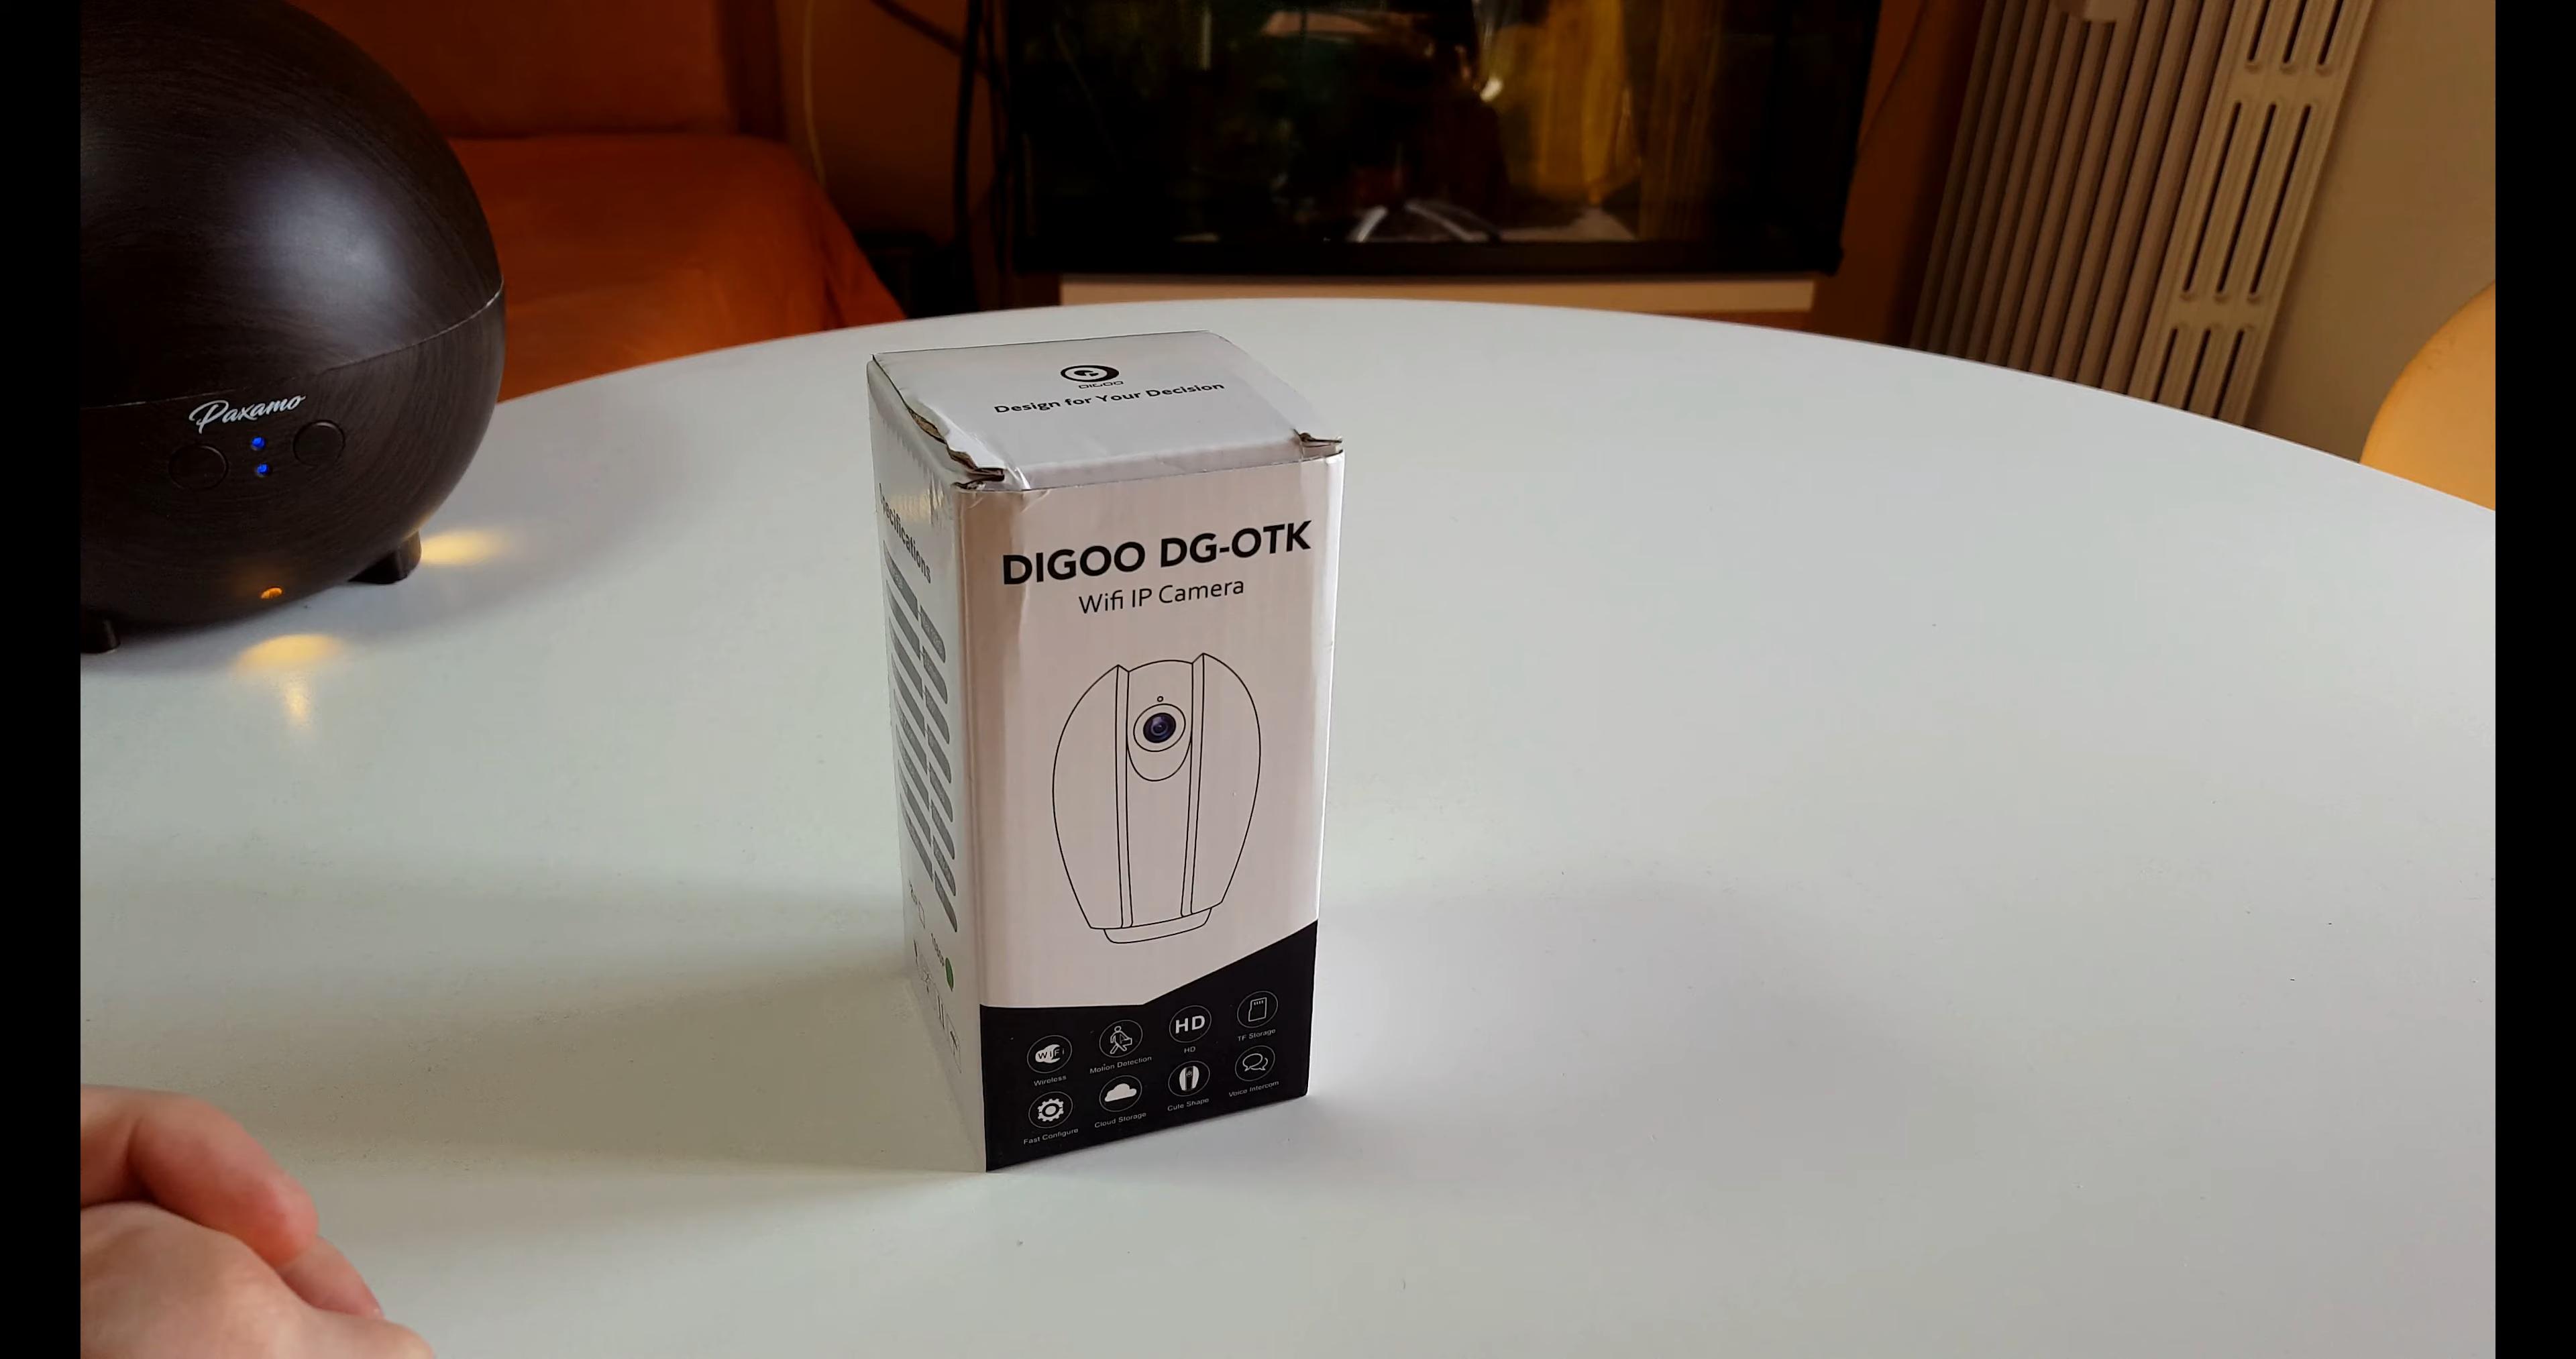 Paxamo
DIGOO
Design for Your Decision
Specifications
DIGOO DG-OTK
Wifi IP Camera
WiFi
Wireless
Motion Detection
HD
HD
TF Storage
Fast Configure
Cloud Storage
Cute Shape
Voice Intercom